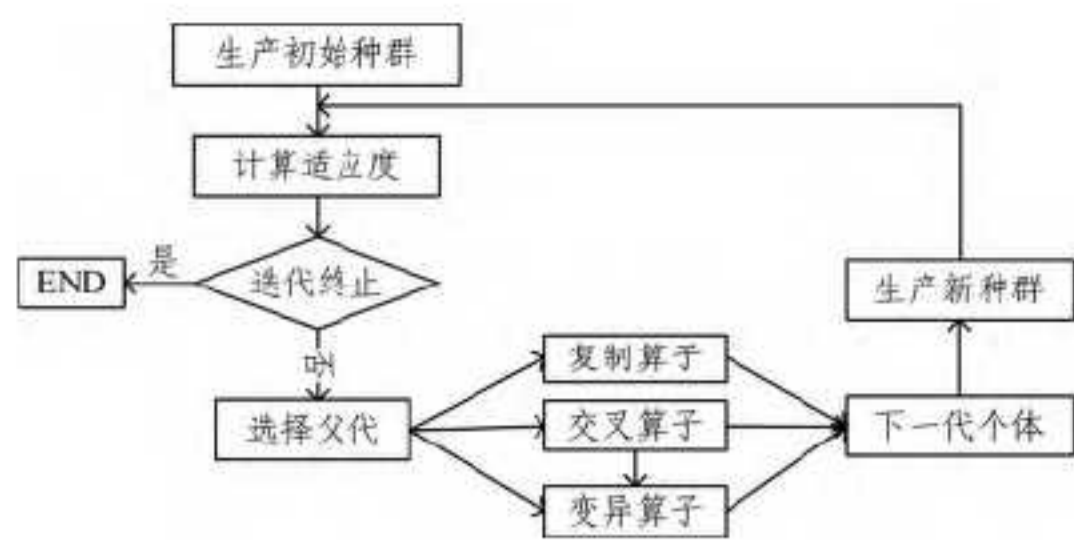 生产初始种群
计算适应度
迭代终止
是
END
否
选择父代
复制算子
交叉算子
变异算子
下一代个体
生产新种群